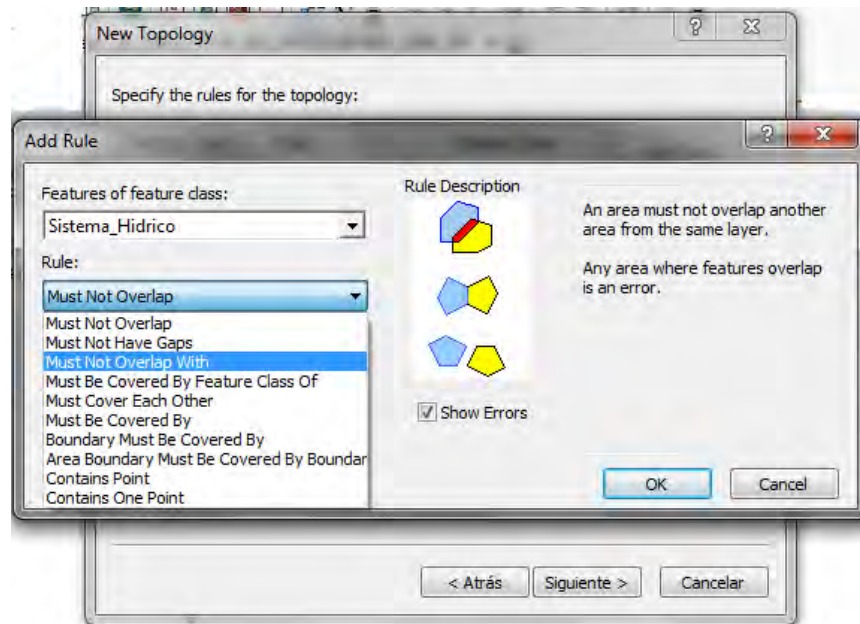 New Topology
Specify the rules for the topology:
Add Rule
Features of feature class:
Sistema_Hidrico
Rule:
Must Not Overlap
Must Not Overlap
Must Not Have Gaps
Must Not Overlap With
Must Be Covered By Feature Class Of
Must Cover Each Other
Must Be Covered By
Boundary Must Be Covered By
Area Boundary Must Be Covered By Boundar
Contains Point
Contains One Point
Rule Description
An area must not overlap another
area from the same layer.
Any area where features overlap
is an error.
Show Errors
OK
Cancel
< Atrás
Siguiente >
Cancelar